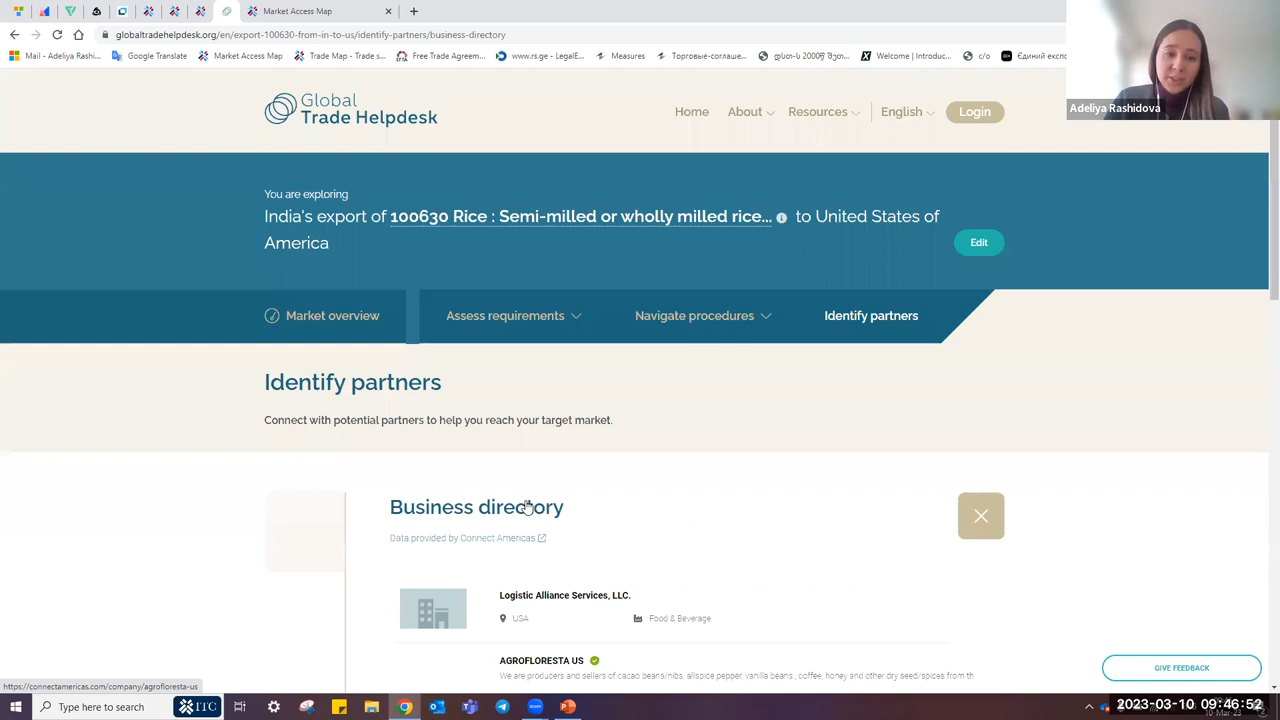 Market Access Map
globaltradehelpdesk.org/en/export-100630-from-in-to-us/identify-partners/business-directory
Mail - Adeliya Rashi...
Google Translate
Market Access Map
Trade Map - Trade s...
Free Trade Agreem...
www.rs.ge - LegalE...
Measures
Торговые-соглаше...
Welcome | Introduc...
c/o
Єдиний експо
Adeliya Rashidova
Global
Trade Helpdesk
Home
About
Resources
English
Login
You are exploring
India's export of 100630 Rice : Semi-milled or wholly milled rice... to United States of
America
Edit
Market overview
Assess requirements
Navigate procedures
Identify partners
Identify partners
Connect with potential partners to help you reach your target market.
Business directory
Data provided by Connect Americas
Logistic Alliance Services, LLC.
USA
Food & Beverage
AGROFLORESTA US
We are producers and sellers of cacao beans/nibs, allspice pepper, vanilla beans , coffee, honey and other dry seed/spices from th
GIVE FEEDBACK
https://connectamericas.com/company/agrofloresta-us
Type here to search
ITC
2023-03-10 09:46:52